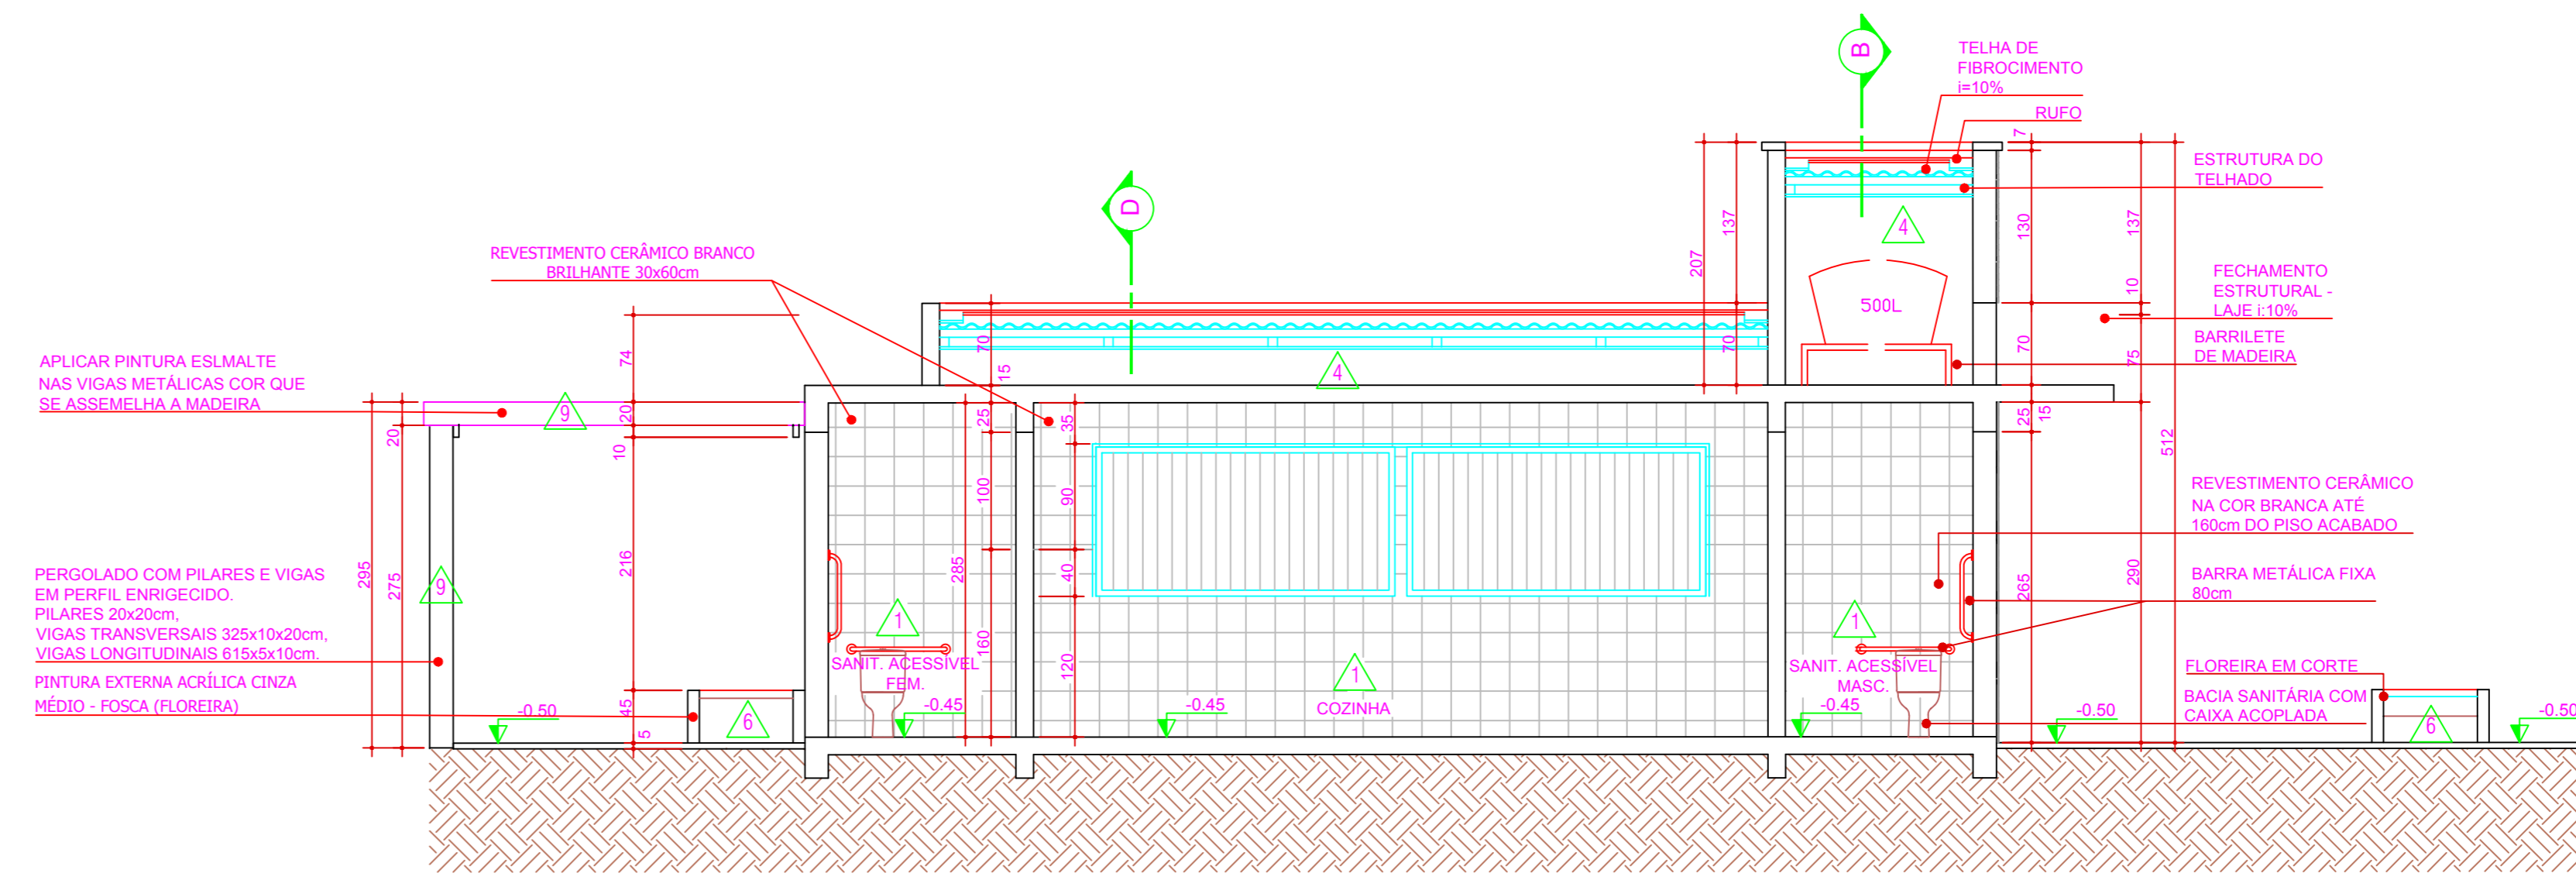 B
TELHA DE
FIBROCIMENTO
i=10%
RUFO
7
ESTRUTURA DO
TELHADO
D
REVESTIMENTO CERÂMICO BRANCO
BRILHANTE 30x60cm
4
207
137
130
137
FECHAMENTO
ESTRUTURAL -
LAJE i:10%
10
500L
BARRILETE
DE MADEIRA
APLICAR PINTURA ESLMALTE
NAS VIGAS METÁLICAS COR QUE
SE ASSEMELHA A MADEIRA
74
70
15
4
70
70
75
9
20
20
10
25
35
25
15
512
100
90
REVESTIMENTO CERÂMICO
NA COR BRANCA ATÉ
160cm DO PISO ACABADO
PERGOLADO COM PILARES E VIGAS
EM PERFIL ENRIGECIDO.
PILARES 20x20cm,
VIGAS TRANSVERSAIS 325x10x20cm,
VIGAS LONGITUDINAIS 615x5x10cm.
295
275
9
216
285
40
265
290
BARRA METÁLICA FIXA
80cm
1
160
120
1
SANIT. ACESSÍVEL
FEM.
1
COZINHA
SANIT. ACESSÍVEL
MASC.
FLOREIRA EM CORTE
PINTURA EXTERNA ACRÍLICA CINZA
MÉDIO - FOSCA (FLOREIRA)
BACIA SANITÁRIA COM
CAIXA ACOPLADA
-0.50
45
5
6
-0.45
-0.45
-0.45
-0.50
6
-0.50